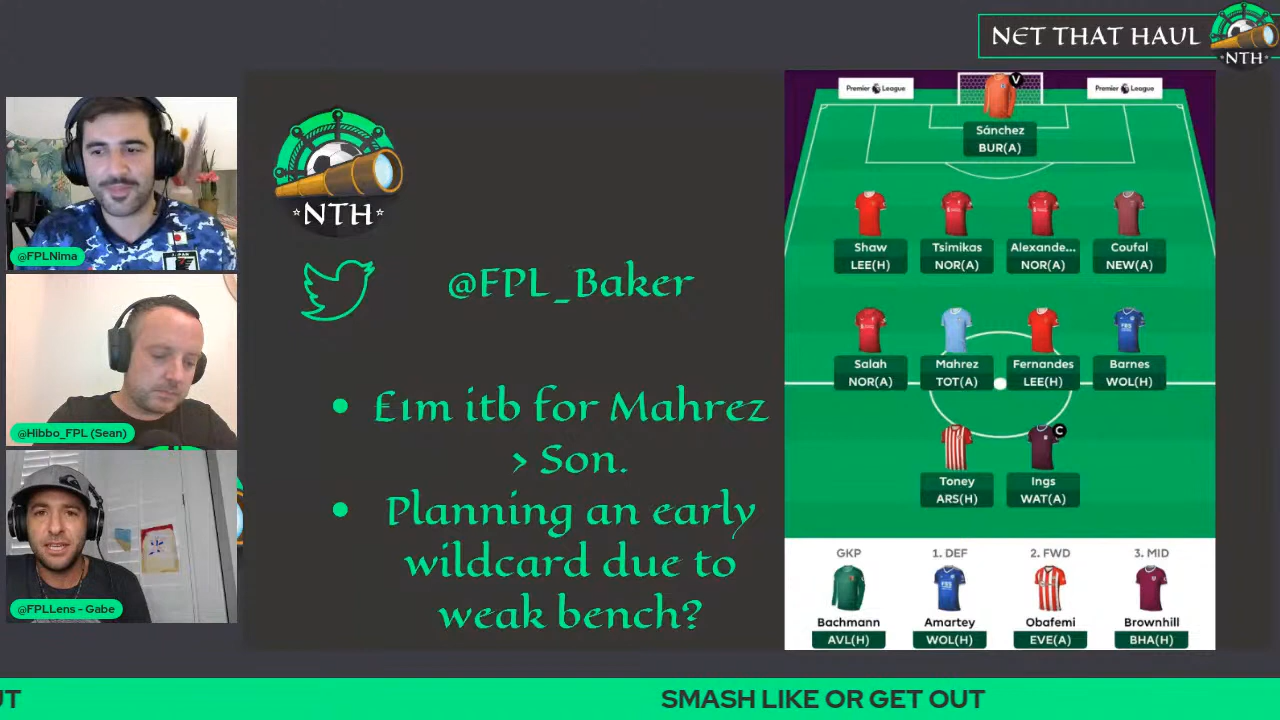 NET THAT HAUL
NTH
@FPLNima
@Hibbo_FPL (Sean)
@FPLLens - Gabe
NTH
@FPL_Baker
• £1m itb for Mahrez
> Son.
• Planning an early
wildcard due to
weak bench?
Premier League
V
Premier League
Sánchez
BUR(A)
Shaw
LEE(H)
Tsimikas
NOR(A)
Alexande...
NOR(A)
Coufal
NEW(A)
Salah
NOR(A)
Mahrez
TOT(A)
Fernandes
LEE(H)
Barnes
WOL(H)
C
Toney
ARS(H)
Ings
WAT(A)
GKP
Bachmann
AVL(H)
1. DEF
Amartey
WOL(H)
2. FWD
Obafemi
EVE(A)
3. MID
Brownhill
BHA(H)
UT
SMASH LIKE OR GET OUT